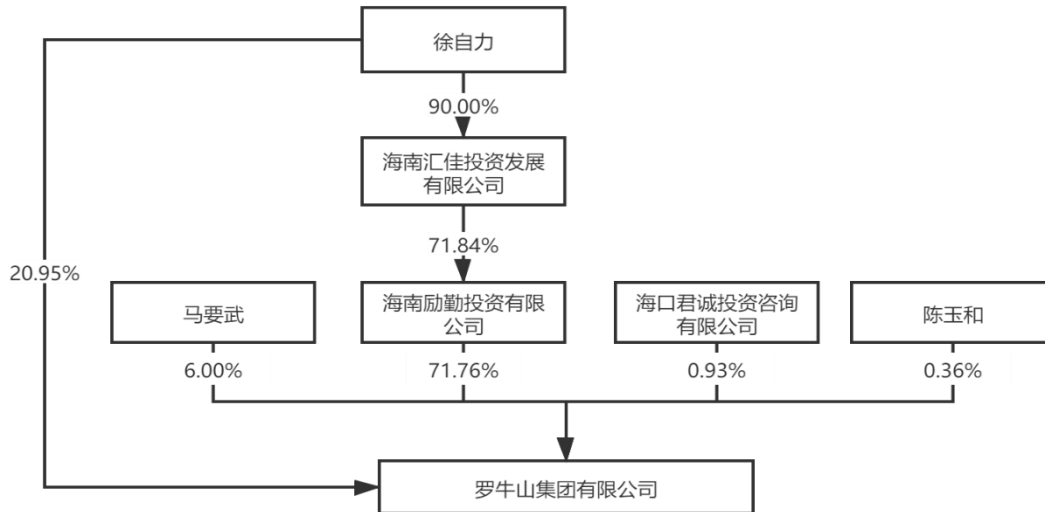 徐自力
90.00%
海南汇佳投资发展
有限公司
71.84%
20.95%
马要武
海南励勤投资有限
公司
海口君诚投资咨询
有限公司
陈玉和
6.00%
71.76%
0.93%
0.36%
罗牛山集团有限公司